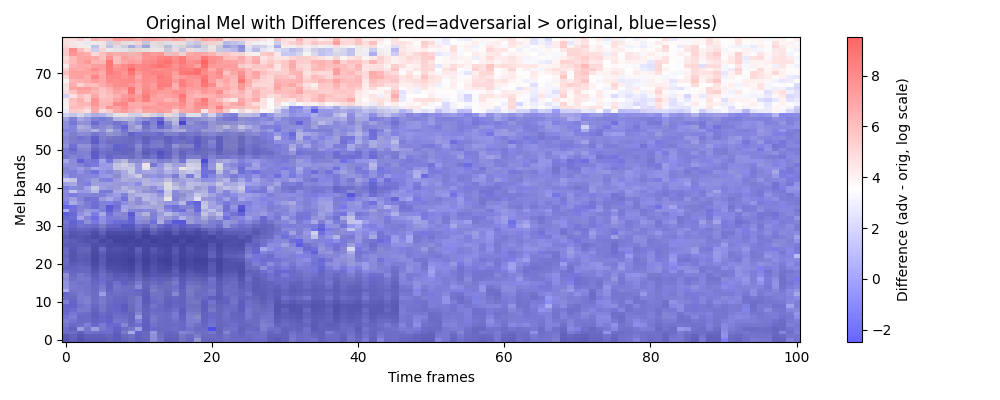 Original Mel with Differences (red=adversarial > original, blue=less)
Mel bands
70
60
50
40
30
20
10
0
0 20 40 60 80 100
Time frames
8
6
4
2
0
−2
Difference (adv - orig, log scale)